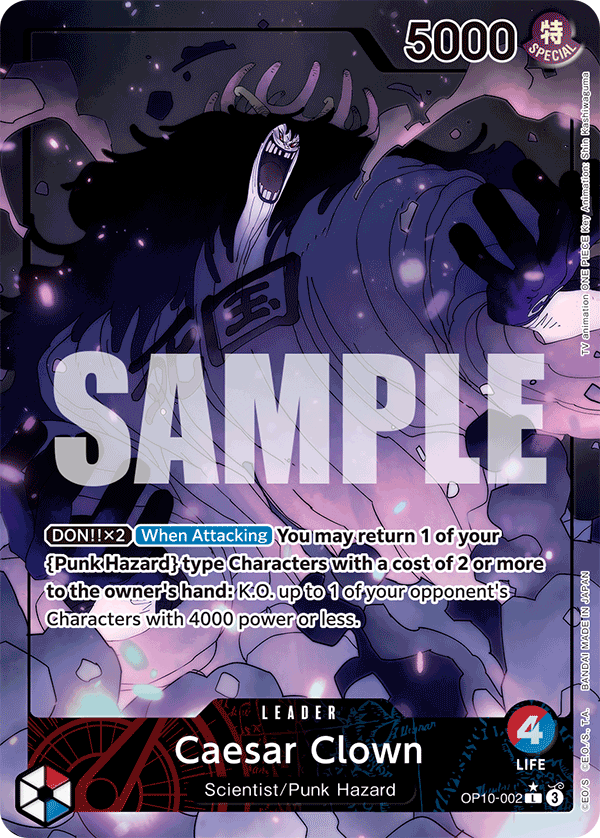 5000
特
SPECIAL
TV animation ONE PIECE Key Animation: Shin Kashiwaguma
国
SAMPLE
DON!!×2 When Attacking You may return 1 of your
{Punk Hazard} type Characters with a cost of 2 or more
to the owner's hand: K.O. up to 1 of your opponent's
Characters with 4000 power or less.
LEADER
Caesar Clown
Scientist/Punk Hazard
4
LIFE
OP10-002 L 3
©E.O./S., T.A. BANDAI MADE IN JAPAN
©EO/S